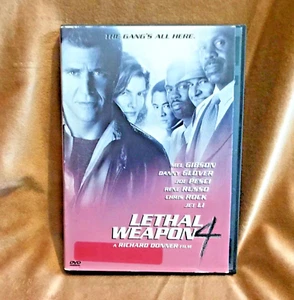 THE GANG'S ALL HERE.
MEL GIBSON
DANNY GLOVER
JOE PESCI
RENE RUSSO
CHRIS ROCK
JET LI
LETHAL
WEAPON 4
A RICHARD DONNER FILM
DVD